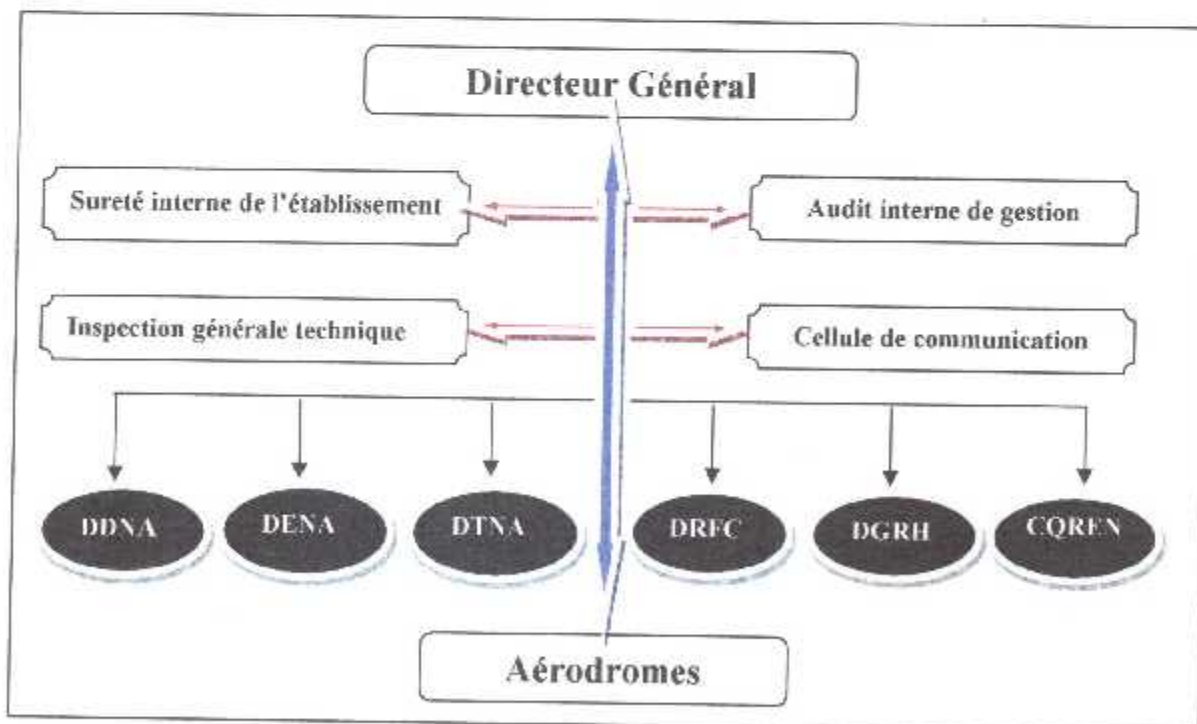 Directeur Général
Sureté interne de l'établissement
Audit interne de gestion
Inspection générale technique
Cellule de communication
DDNA
DENA
DTNA
DRFC
DGRH
CQRENA
Aérodromes